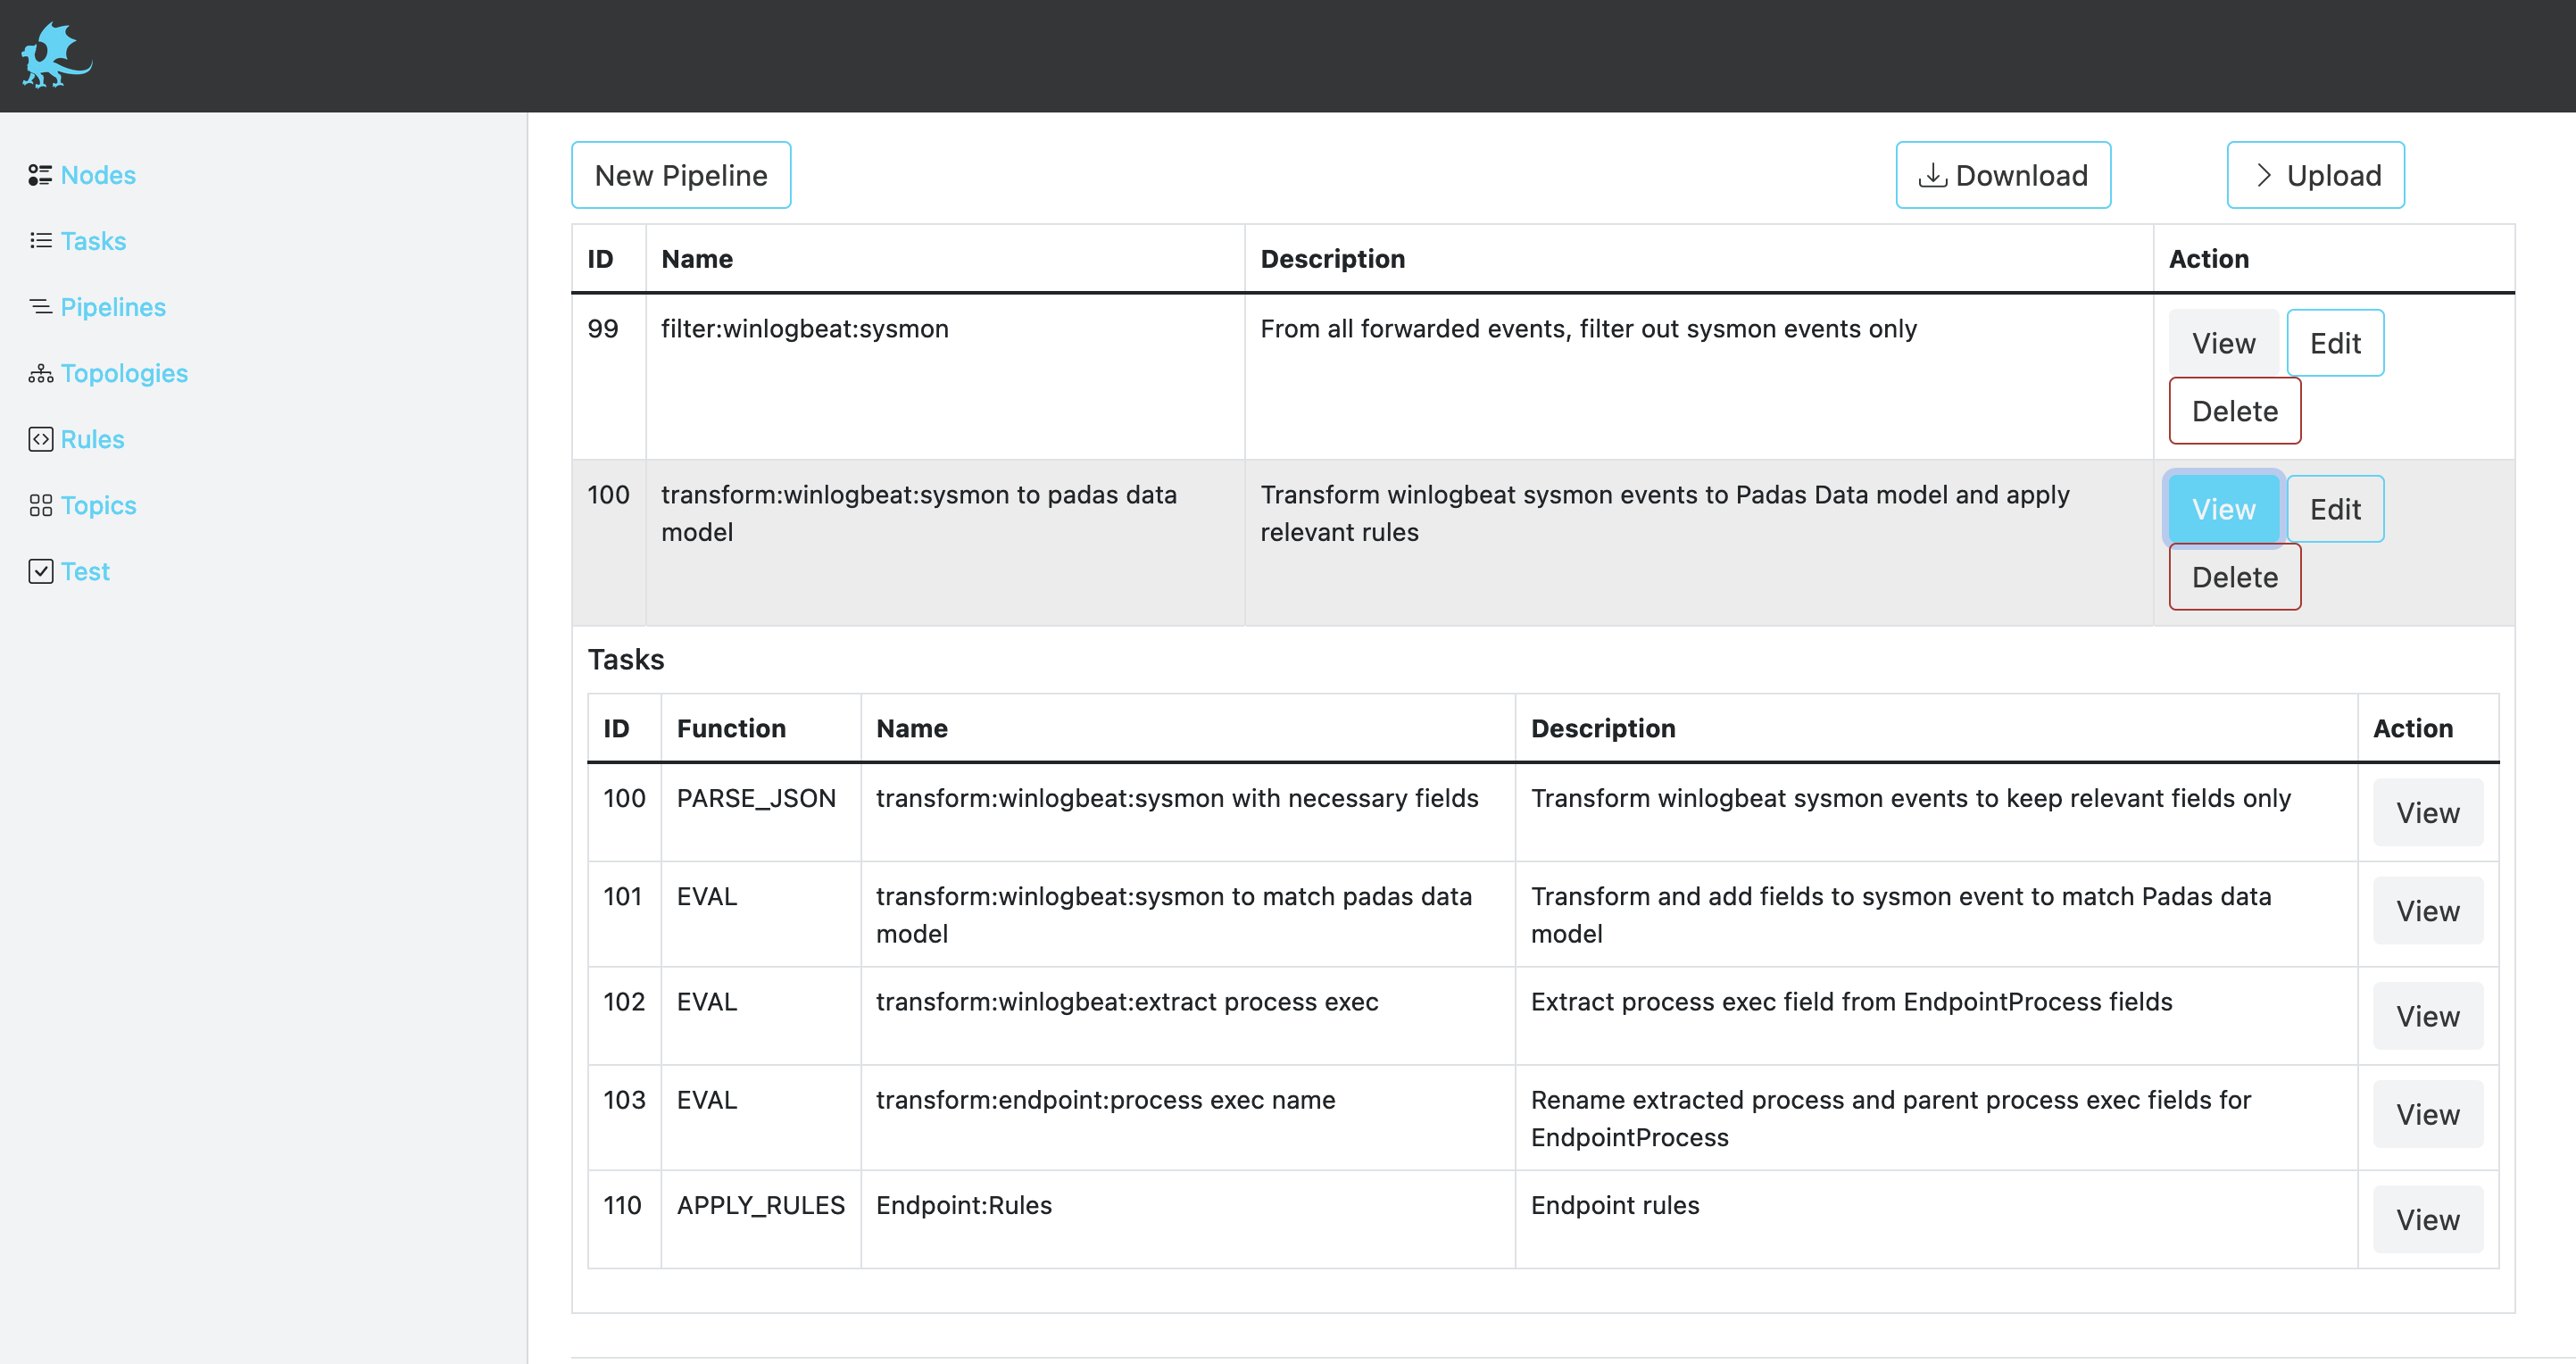 Nodes
Tasks
Pipelines
Topologies
Rules
Topics
Test
New Pipeline
Download
Upload
ID Name Description Action
99 filter:winlogbeat:sysmon From all forwarded events, filter out sysmon events only View Edit
Delete
100 transform:winlogbeat:sysmon to padas data Transform winlogbeat sysmon events to Padas Data model and apply View Edit
model relevant rules
Delete
Tasks
ID Function Name Description Action
100 PARSE_JSON transform:winlogbeat:sysmon with necessary fields Transform winlogbeat sysmon events to keep relevant fields only View
101 EVAL transform:winlogbeat:sysmon to match padas data Transform and add fields to sysmon event to match Padas data View
model model
102 EVAL transform:winlogbeat:extract process exec Extract process exec field from EndpointProcess fields View
103 EVAL transform:endpoint:process exec name Rename extracted process and parent process exec fields for View
EndpointProcess
110 APPLY_RULES Endpoint:Rules Endpoint rules View